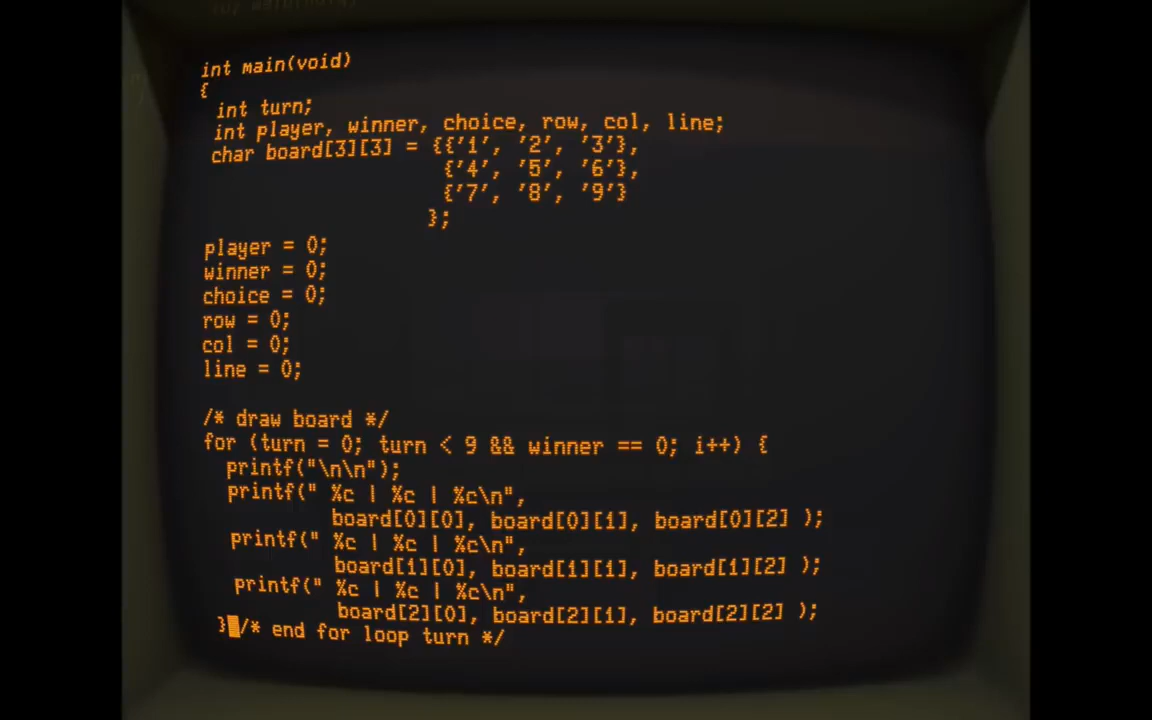 int main(void)
{
int turn;
int player, winner, choice, row, col, line;
char board[3][3] = {{'1', '2', '3'},
{'4', '5', '6'},
{'7', '8', '9'}
};
player = 0;
winner = 0;
choice = 0;
row = 0;
col = 0;
line = 0;
/* draw board */
for (turn = 0; turn < 9 && winner == 0; i++) {
printf("\n\n");
printf(" %c | %c | %c\n",
board[0][0], board[0][1], board[0][2] );
printf(" %c | %c | %c\n",
board[1][0], board[1][1], board[1][2] );
printf(" %c | %c | %c\n",
board[2][0], board[2][1], board[2][2] );
} /* end for loop turn */